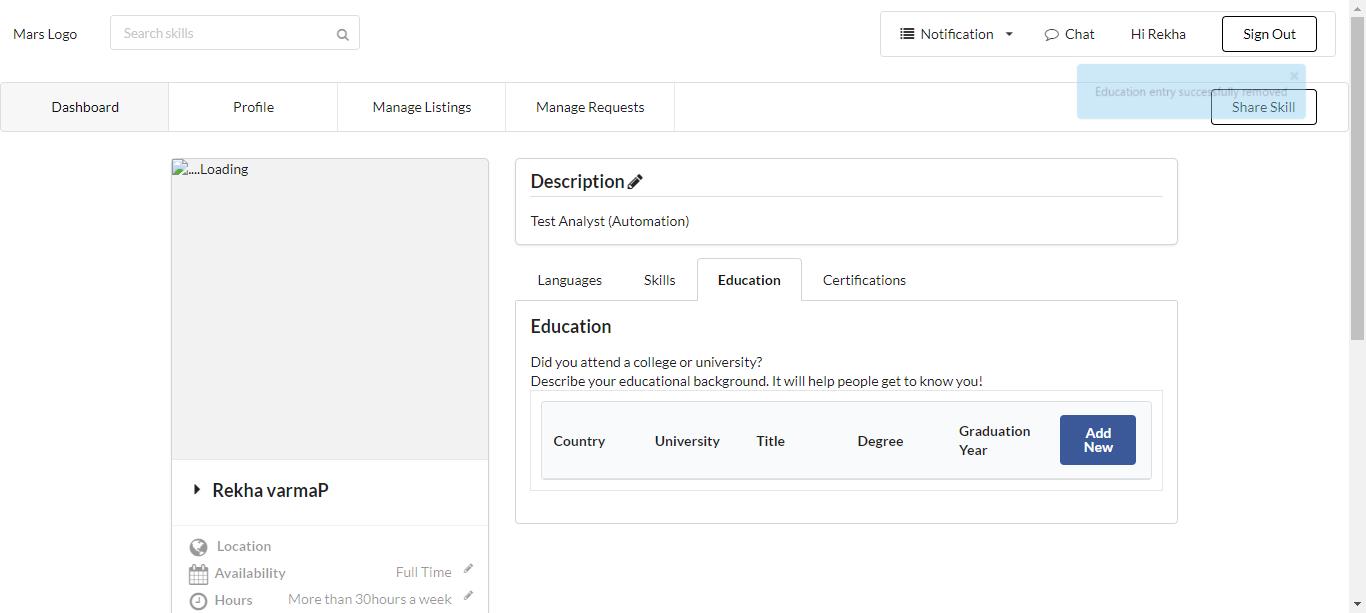 Mars Logo
Search skills
Notification
Chat
Hi Rekha
Sign Out
Education entry successfully removed
Dashboard
Profile
Manage Listings
Manage Requests
Share Skill
....Loading
Description
Test Analyst (Automation)
Languages
Skills
Education
Certifications
Education
Did you attend a college or university?
Describe your educational background. It will help people get to know you!
Country
University
Title
Degree
Graduation
Year
Add
New
Rekha varmaP
Location
Availability
Full Time
Hours
More than 30hours a week